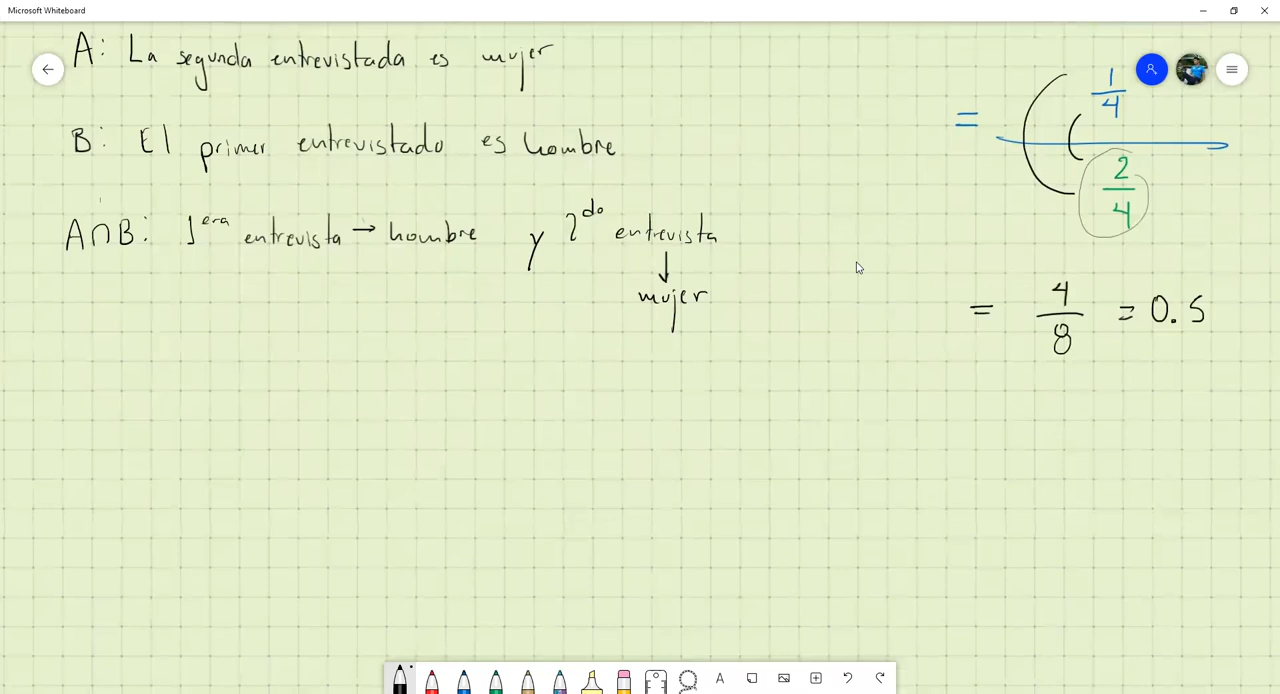 Microsoft Whiteboard
A: La segunda entrevistada es mujer
B: El primer entrevistado es hombre
A∩B: 1era entrevista → hombre y 2do entrevista
↓
mujer
= ((1/4
2/4
= 4/8 = 0.5
A